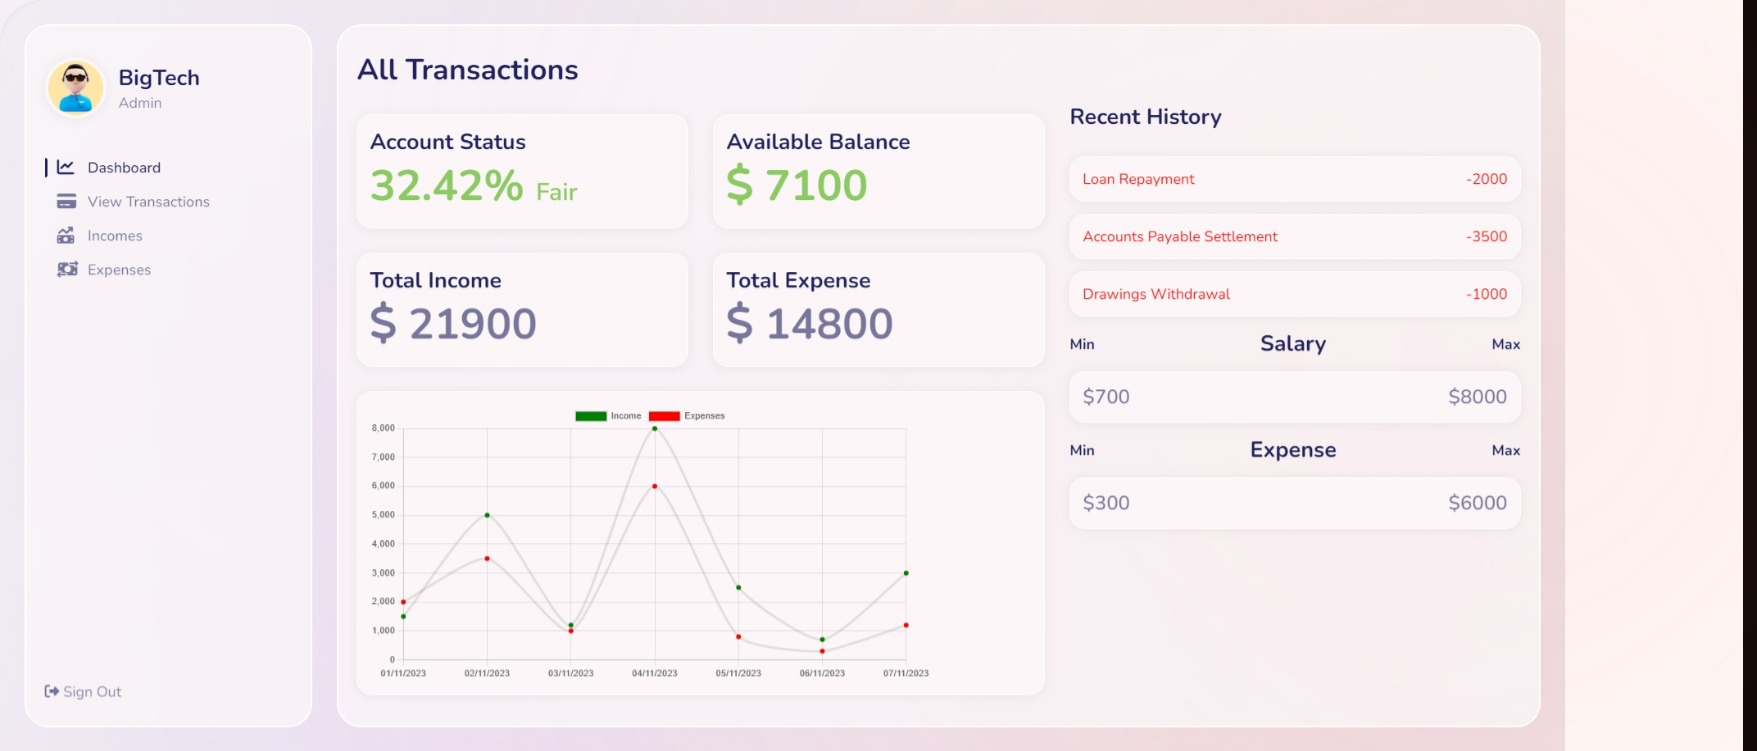 BigTech
Admin
Dashboard
View Transactions
Incomes
Expenses
Sign Out
All Transactions
Account Status
32.42% Fair
Available Balance
$ 7100
Total Income
$ 21900
Total Expense
$ 14800
Income Expenses
8,000
7,000
6,000
5,000
4,000
3,000
2,000
1,000
0
01/11/2023 02/11/2023 03/11/2023 04/11/2023 05/11/2023 06/11/2023 07/11/2023
Recent History
Loan Repayment -2000
Accounts Payable Settlement -3500
Drawings Withdrawal -1000
Min Salary Max
$700 $8000
Min Expense Max
$300 $6000